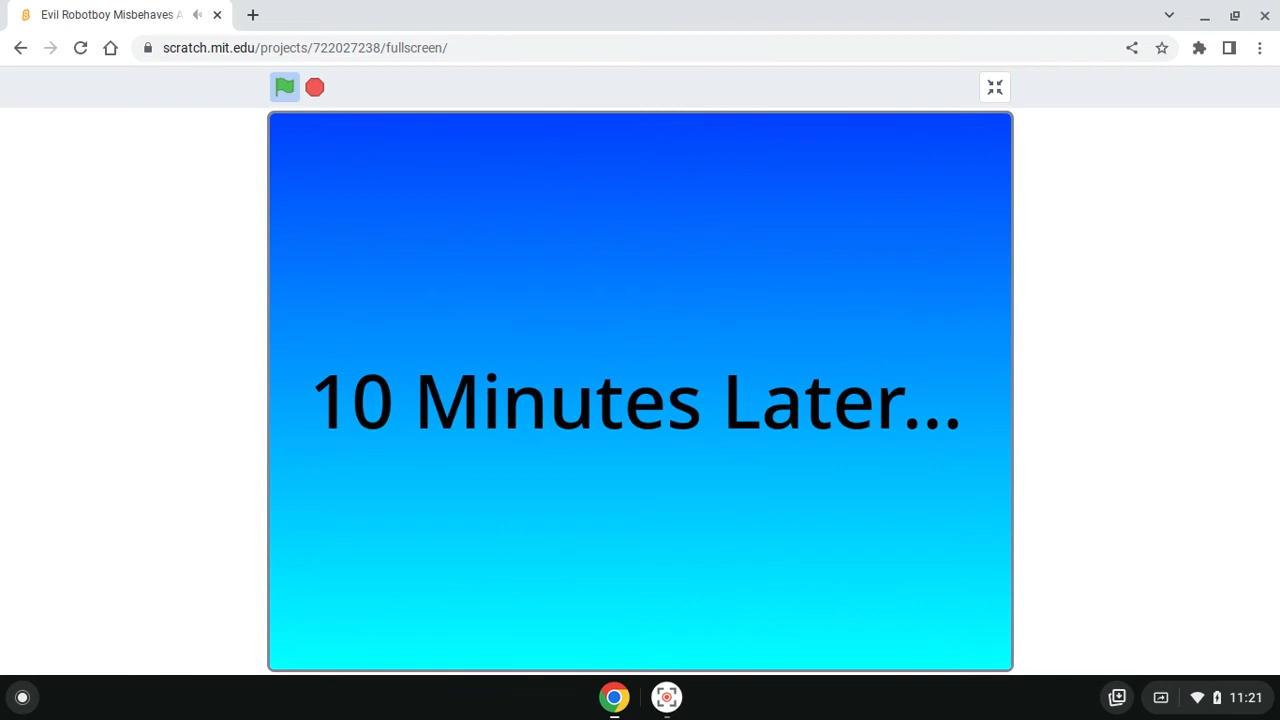 Evil Robotboy Misbehaves A
scratch.mit.edu/projects/722027238/fullscreen/
10 Minutes Later...
11:21